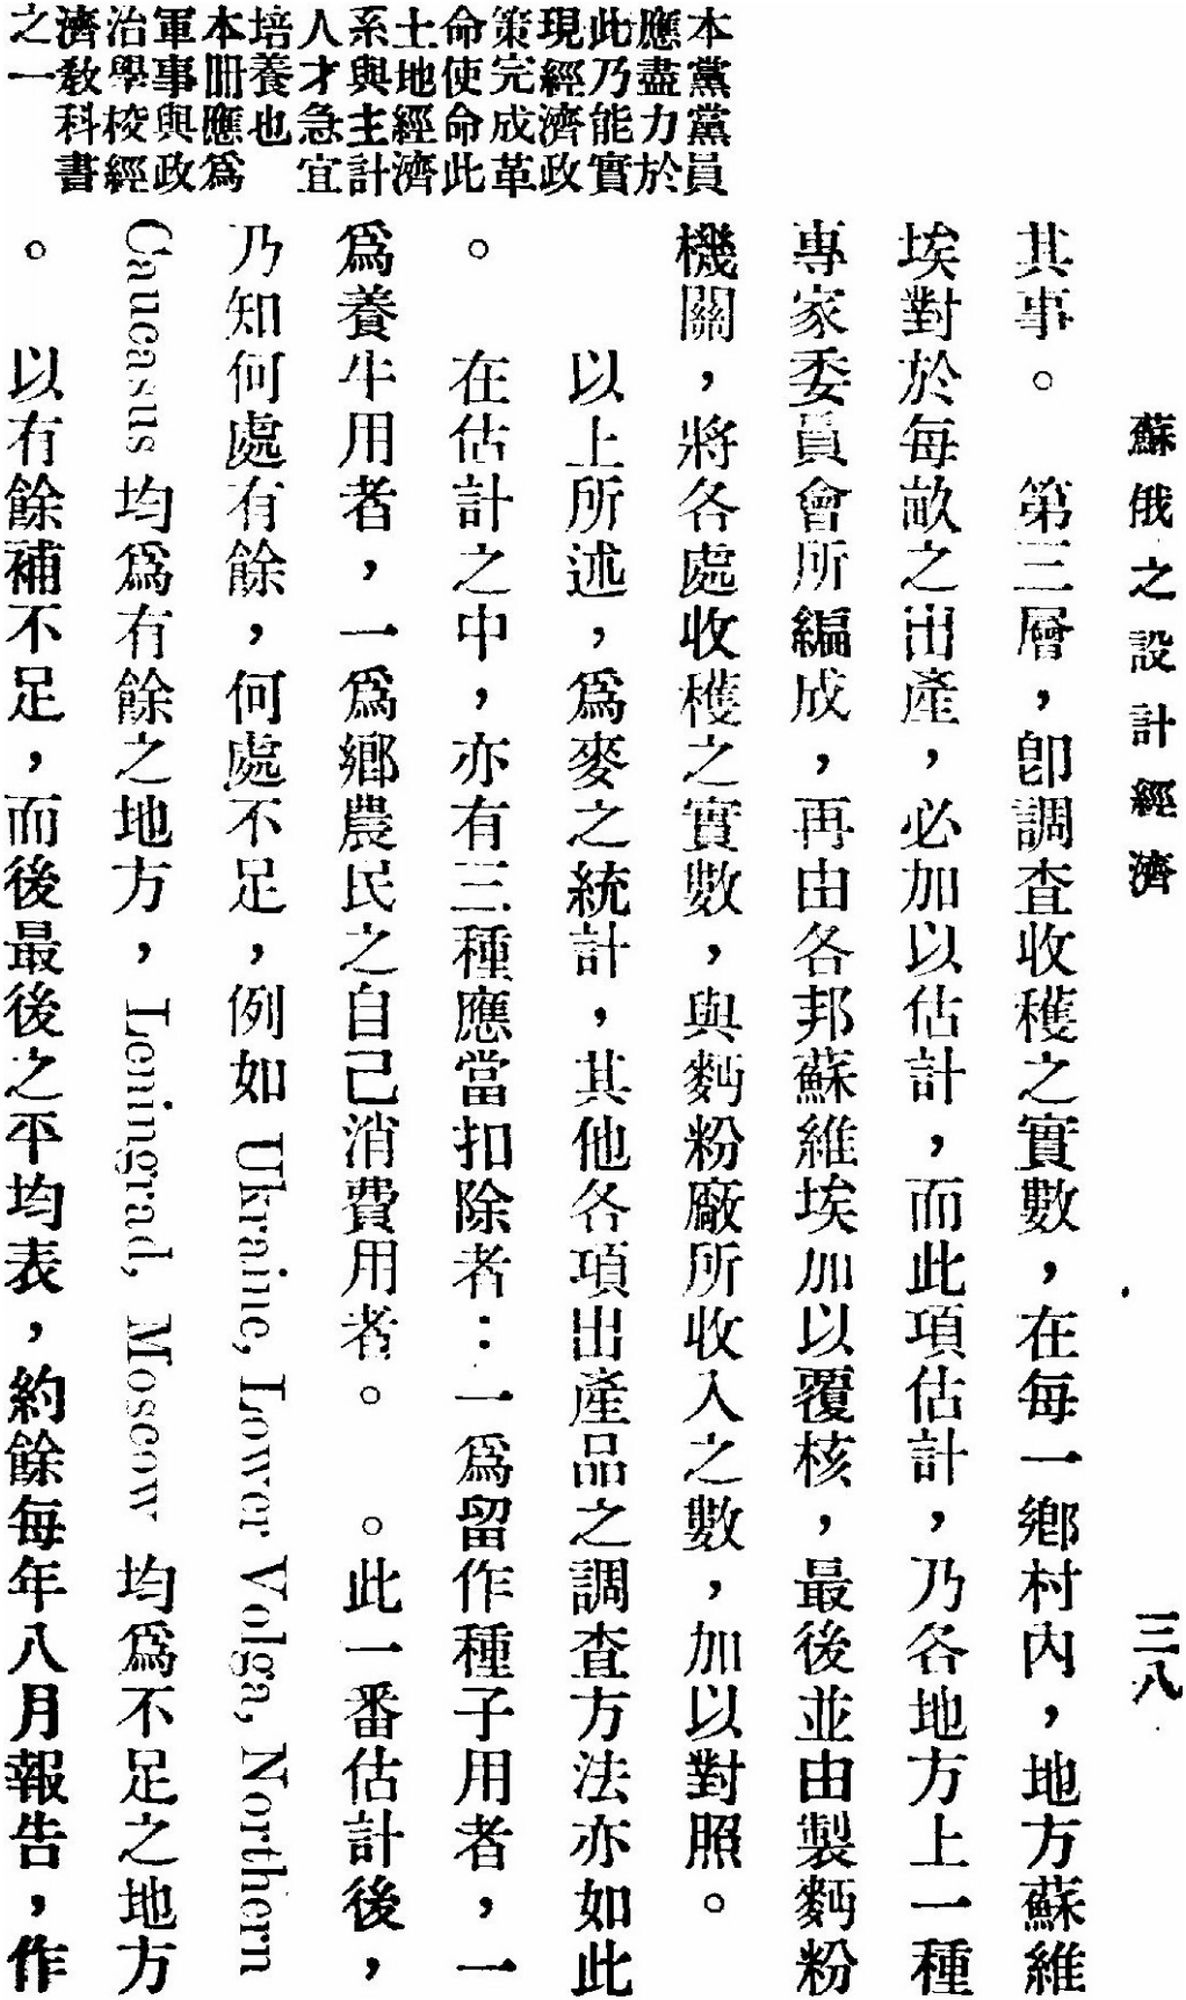 蘇俄之設計經濟
三八
本黨黨員
應盡力於
此乃能實
現經濟政
策完成革
命使命此
土地經濟
系與主計
人才急宜
培養也
本冊應爲
軍事與政
治學校經
濟教科書
之一
其事。　第三層，卽調查收穫之實數，在每一鄉村內，地方蘇維
埃對於每畝之出產，必加以估計，而此項估計，乃各地方上一種
專家委員會所編成，再由各邦蘇維埃加以覆核，最後並由製麪粉
機關，將各處收穫之實數，與麪粉廠所收入之數，加以對照。
以上所述，爲麥之統計，其他各項出產品之調查方法亦如此
。　在估計之中，亦有三種應當扣除者：一爲留作種子用者，一
爲養牛用者，一爲鄉農民之自己消費用者。　。此一番估計後，
乃知何處有餘，何處不足，例如 Ukraine, Lower Volga, Northern
Caucasus 均爲有餘之地方，Leningrad, Moscow 均爲不足之地方
。　以有餘補不足，而後最後之平均表，約餘每年八月報告，作